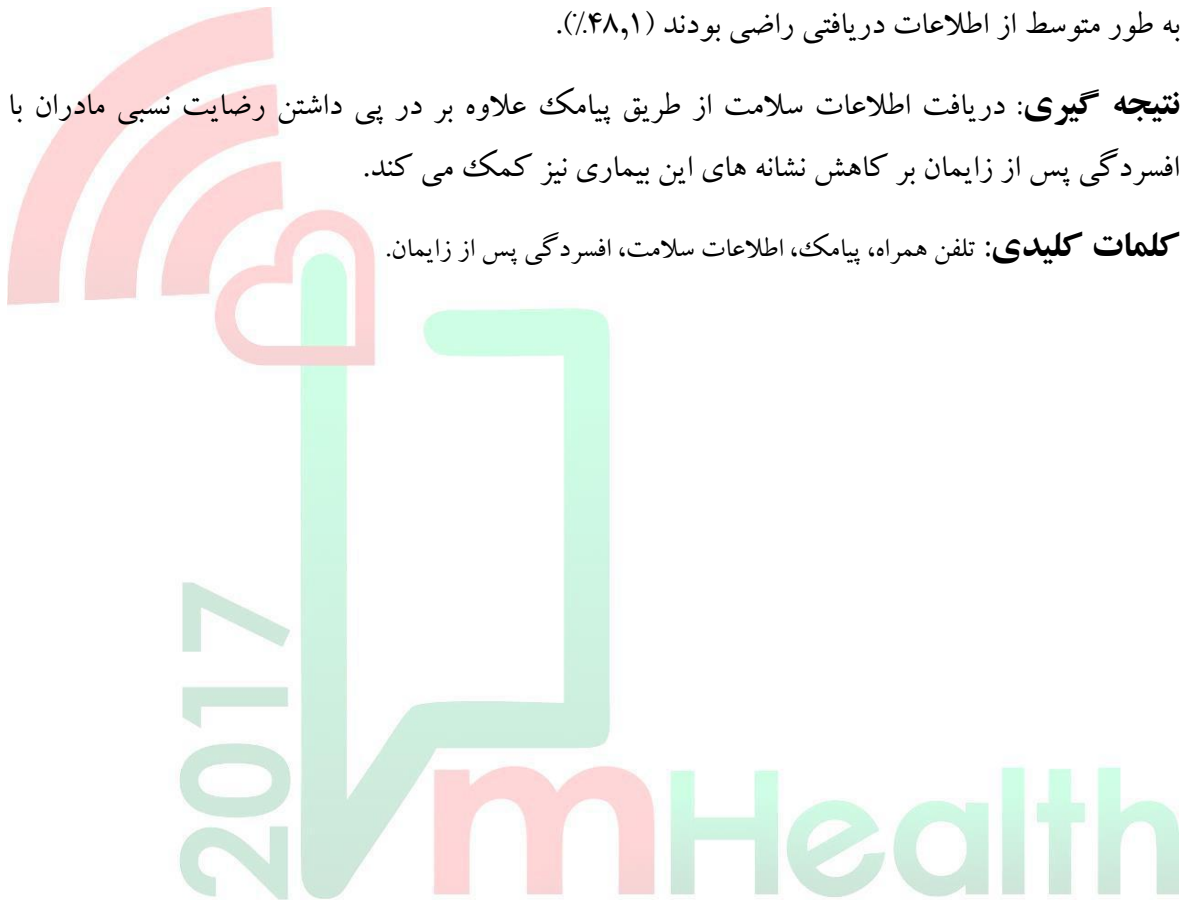 به طور متوسط از اطلاعات دریافتی راضی بودند (۴۸,۱٪).
نتیجه گیری: دریافت اطلاعات سلامت از طریق پیامک علاوه بر در پی داشتن رضایت نسبی مادران با
افسردگی پس از زایمان بر کاهش نشانه های این بیماری نیز کمک می کند.
کلمات کلیدی: تلفن همراه، پیامک، اطلاعات سلامت، افسردگی پس از زایمان.
2017
mHealth